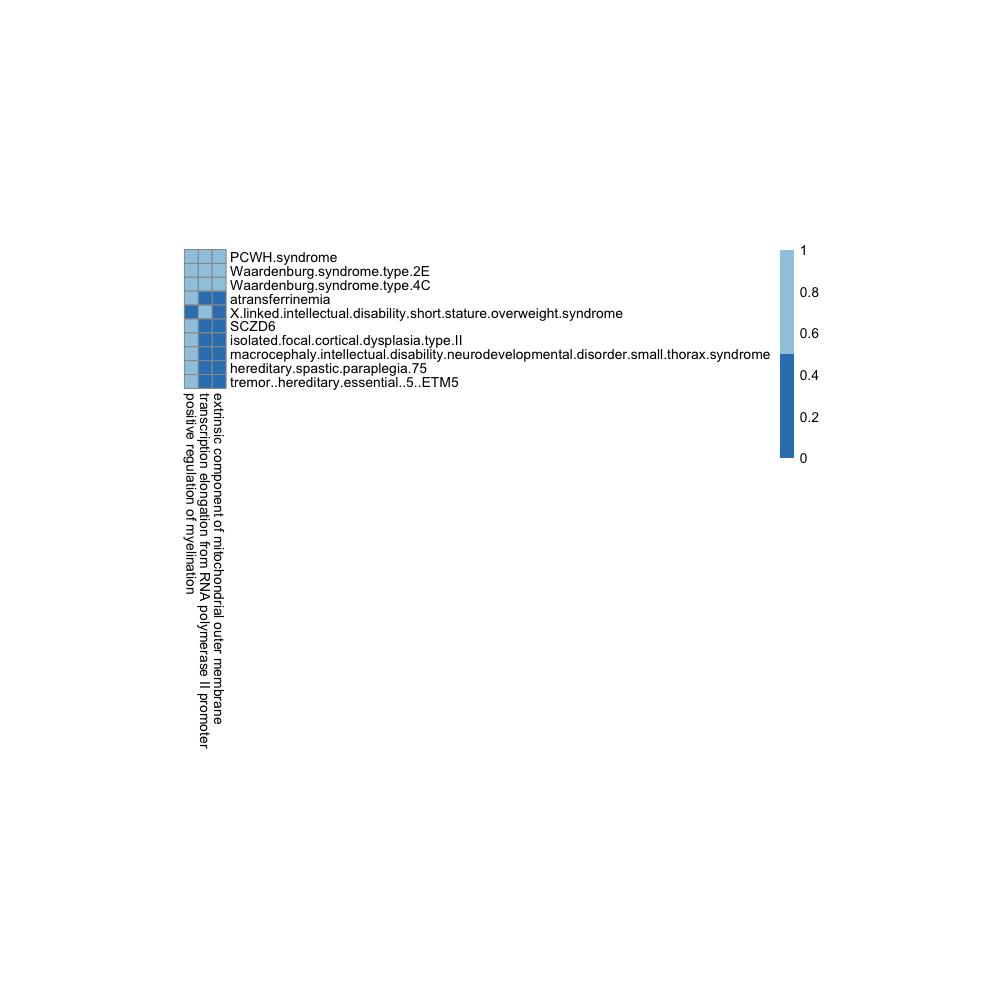 PCWH.syndrome
Waardenburg.syndrome.type.2E
Waardenburg.syndrome.type.4C
atransferrinemia
X.linked.intellectual.disability.short.stature.overweight.syndrome
SCZD6
isolated.focal.cortical.dysplasia.type.II
macrocephaly.intellectual.disability.neurodevelopmental.disorder.small.thorax.syndrome
hereditary.spastic.paraplegia.75
tremor..hereditary.essential..5..ETM5
positive regulation of myelination
transcription elongation from RNA polymerase II promoter
extrinsic component of mitochondrial outer membrane
1
0.8
0.6
0.4
0.2
0